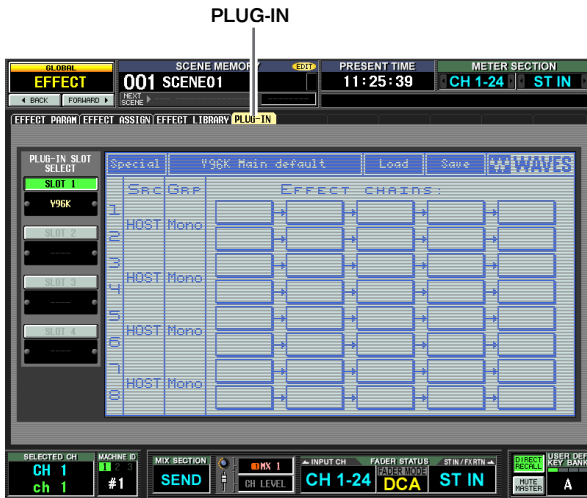 PLUG-IN
GLOBAL
EFFECT
BACK FORWARD
SCENE MEMORY EDIT
001 SCENE01
NEXT SCENE
PRESENT TIME
11:25:39
METER SECTION
CH 1-24 ST IN
EFFECT PARAM EFFECT ASSIGN EFFECT LIBRARY PLUG-IN
PLUG-IN SLOT
SELECT
SLOT 1
Y96K
SLOT 2
----
SLOT 3
----
SLOT 4
----
Special Y96K Main default Load Save WAVES
SRC GRP EFFECT CHAINS:
1
HOST Mono
2
3
HOST Mono
4
5
HOST Mono
6
7
HOST Mono
8
SELECTED CH
CH 1
ch 1
MACHINE ID
1 2 3
#1
MIX SECTION
SEND
MX 1
CH LEVEL
INPUT CH FADER STATUS ST IN/FX RTN
CH 1-24
FADER MODE
DCA
ST IN
DIRECT
RECALL
MUTE
MASTER
USER DEF
KEY BANK
A